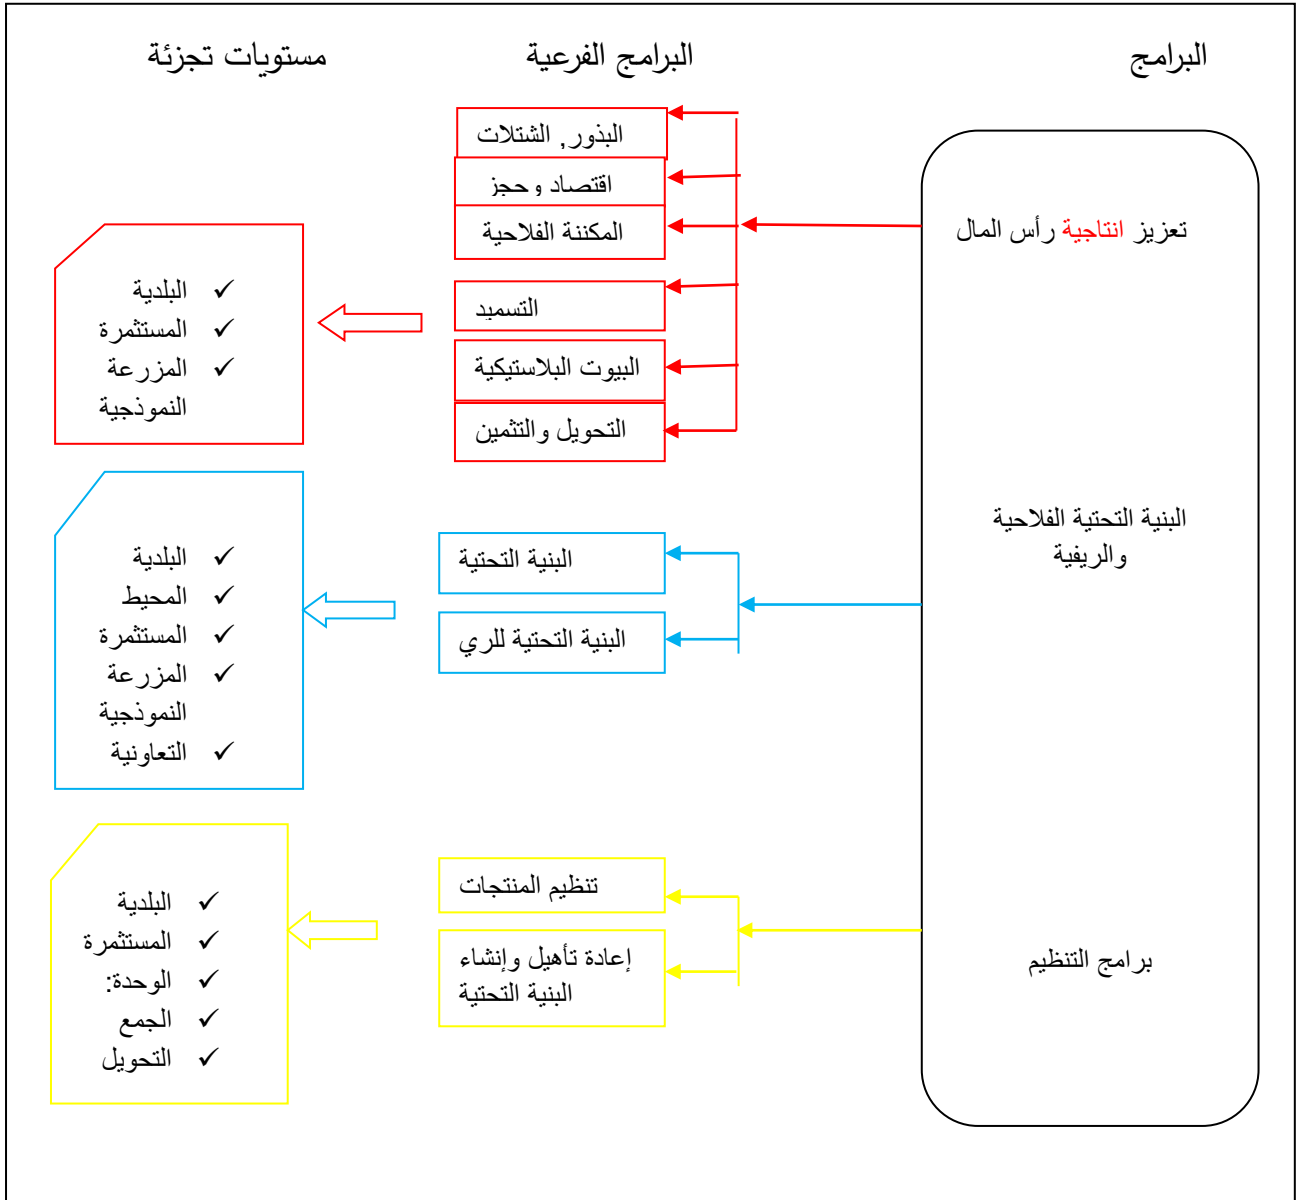 البرامج
البرامج الفرعية
مستويات تجزئة
تعزيز انتاجية رأس المال
البذور, الشتلات
اقتصاد وحجز
المكننة الفلاحية
التسميد
البيوت البلاستيكية
التحويل والتثمين
✓ البلدية
✓ المستثمرة
✓ المزرعة
النموذجية
البنية التحتية الفلاحية
والريفية
البنية التحتية
البنية التحتية للري
✓ البلدية
✓ المحيط
✓ المستثمرة
✓ المزرعة
النموذجية
✓ التعاونية
برامج التنظيم
تنظيم المنتجات
إعادة تأهيل وإنشاء
البنية التحتية
✓ البلدية
✓ المستثمرة
✓ الوحدة:
✓ الجمع
✓ التحويل